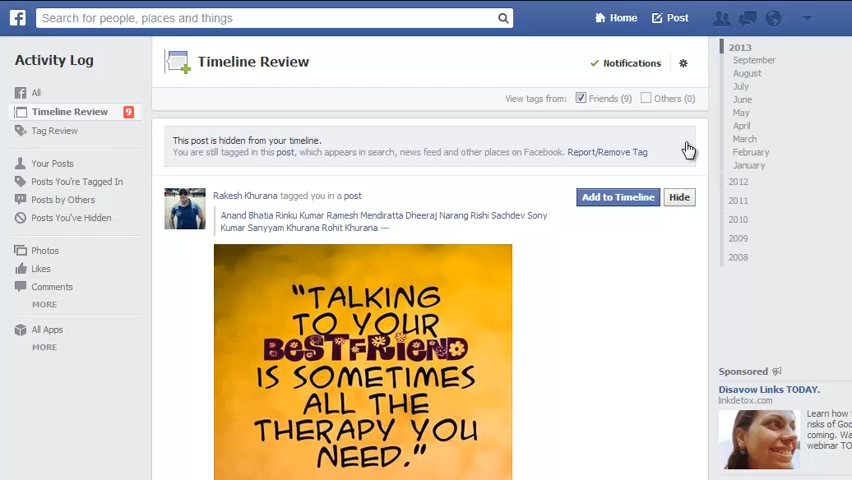 f Search for people, places and things
Home Post
Activity Log
All
Timeline Review 9
Tag Review
Your Posts
Posts You're Tagged In
Posts by Others
Posts You've Hidden
Photos
Likes
Comments
MORE
All Apps
MORE
Timeline Review
Notifications
View tags from: Friends (9) Others (0)
This post is hidden from your timeline.
You are still tagged in this post, which appears in search, news feed and other places on Facebook. Report/Remove Tag
Rakesh Khurana tagged you in a post
Add to Timeline Hide
Anand Bhatia Rinku Kumar Ramesh Mendiratta Dheeraj Narang Rishi Sachdev Sony
Kumar Sanyyam Khurana Rohit Khurana —
"TALKING
TO YOUR
BESTFRiEND
IS SOMETIMES
ALL THE
THERAPY YOU
NEED."
2013
September
August
July
June
May
April
March
February
January
2012
2011
2010
2009
2008
Sponsored
Disavow Links TODAY.
linkdetox.com
Learn how
risks of Goo
coming. Wa
webinar TO